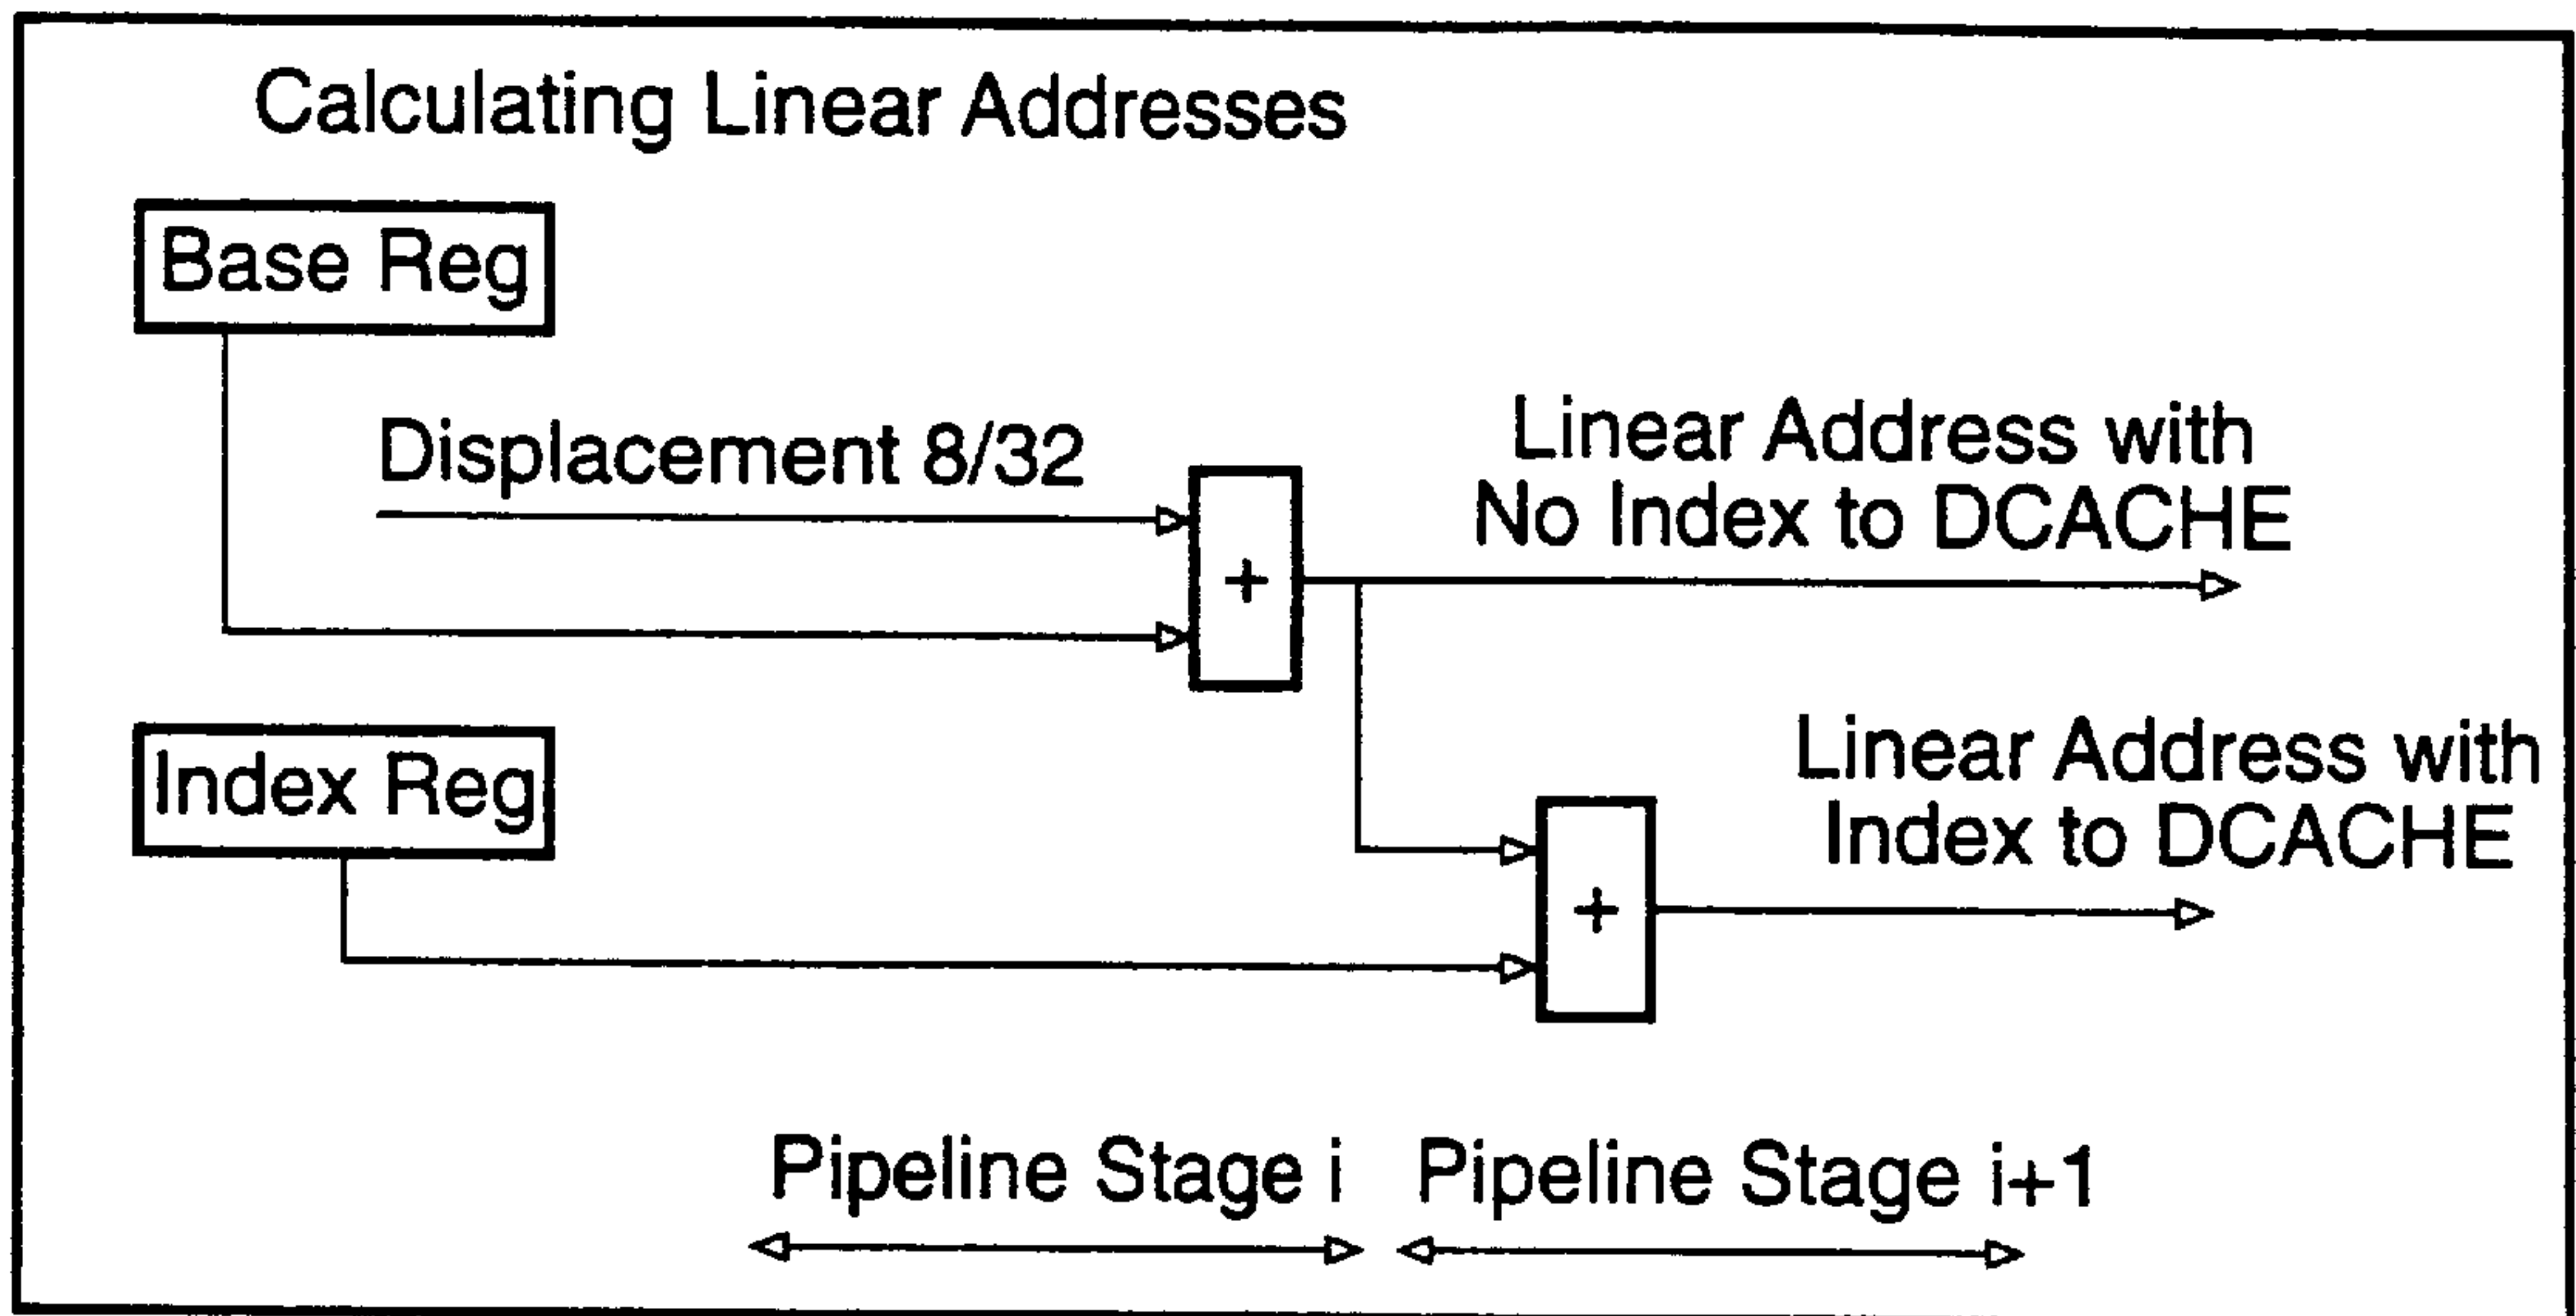 Calculating Linear Addresses
Base Reg
Displacement 8/32
Linear Address with
No Index to DCACHE
+
Index Reg
Linear Address with
Index to DCACHE
+
Pipeline Stage i
Pipeline Stage i+1